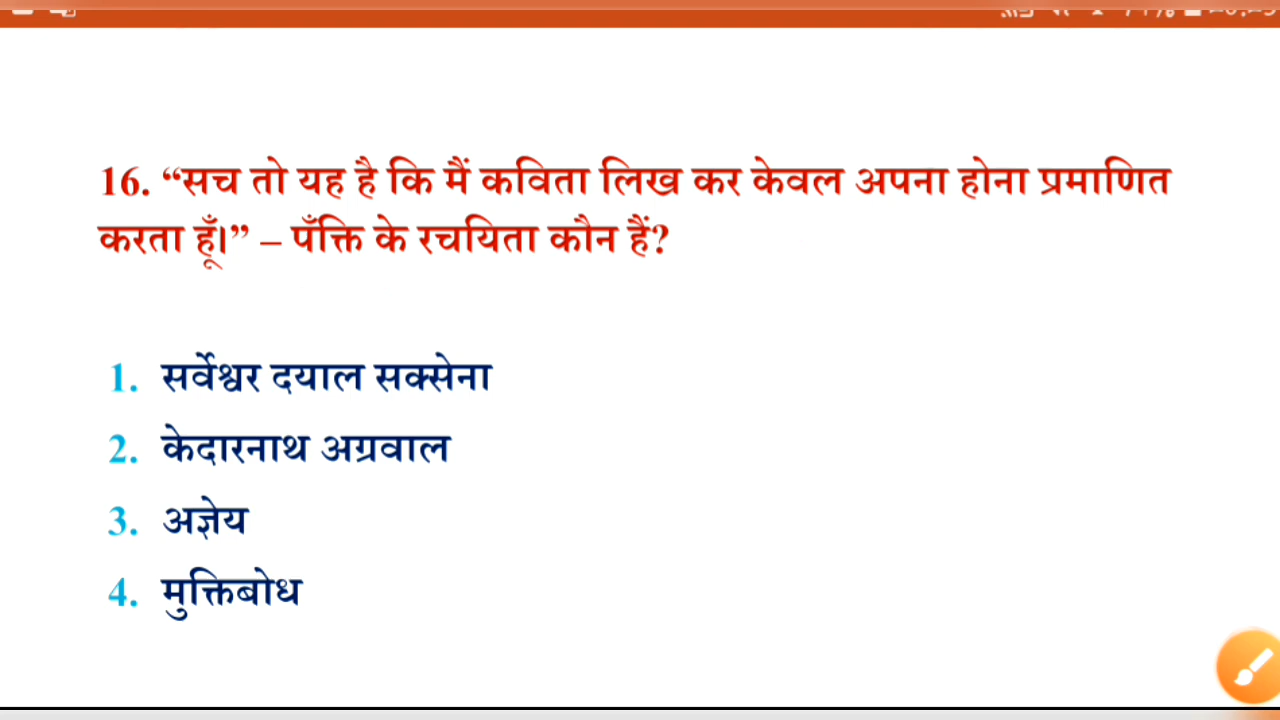 16. “सच तो यह है कि मैं कविता लिख कर केवल अपना होना प्रमाणित
करता हूँ।” – पँक्ति के रचयिता कौन हैं?
1. सर्वेश्वर दयाल सक्सेना
2. केदारनाथ अग्रवाल
3. अज्ञेय
4. मुक्तिबोध